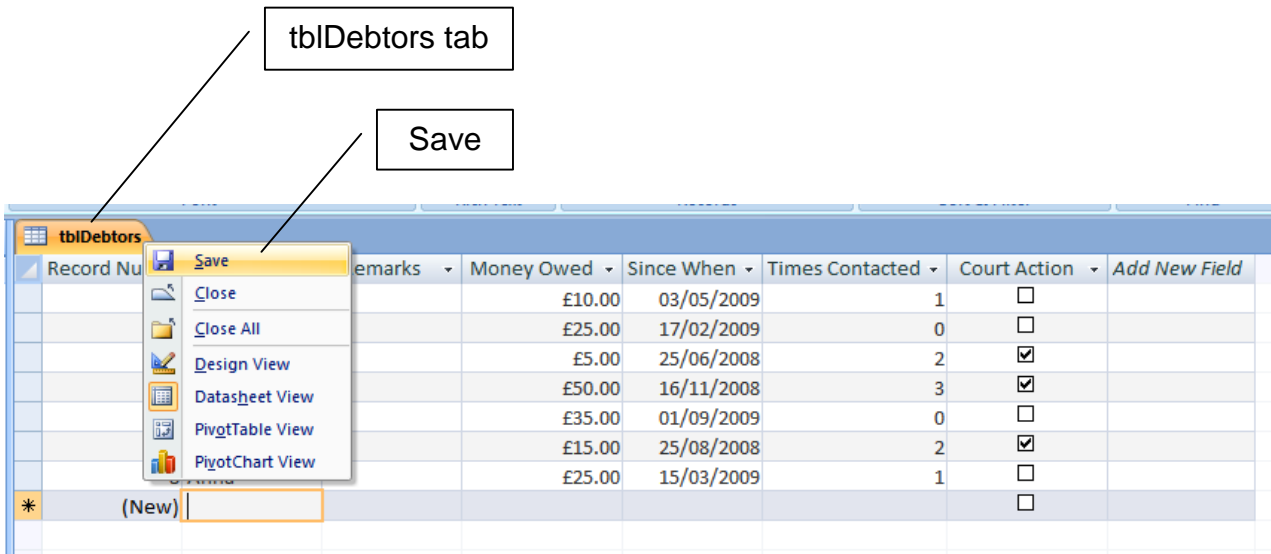 tblDebtors tab
Save
tblDebtors
Record Nu emarks Money Owed Since When Times Contacted Court Action Add New Field
Save
Close
Close All
Design View
Datasheet View
PivotTable View
PivotChart View
£10.00 03/05/2009 1
£25.00 17/02/2009 0
£5.00 25/06/2008 2
£50.00 16/11/2008 3
£35.00 01/09/2009 0
£15.00 25/08/2008 2
£25.00 15/03/2009 1
(New)